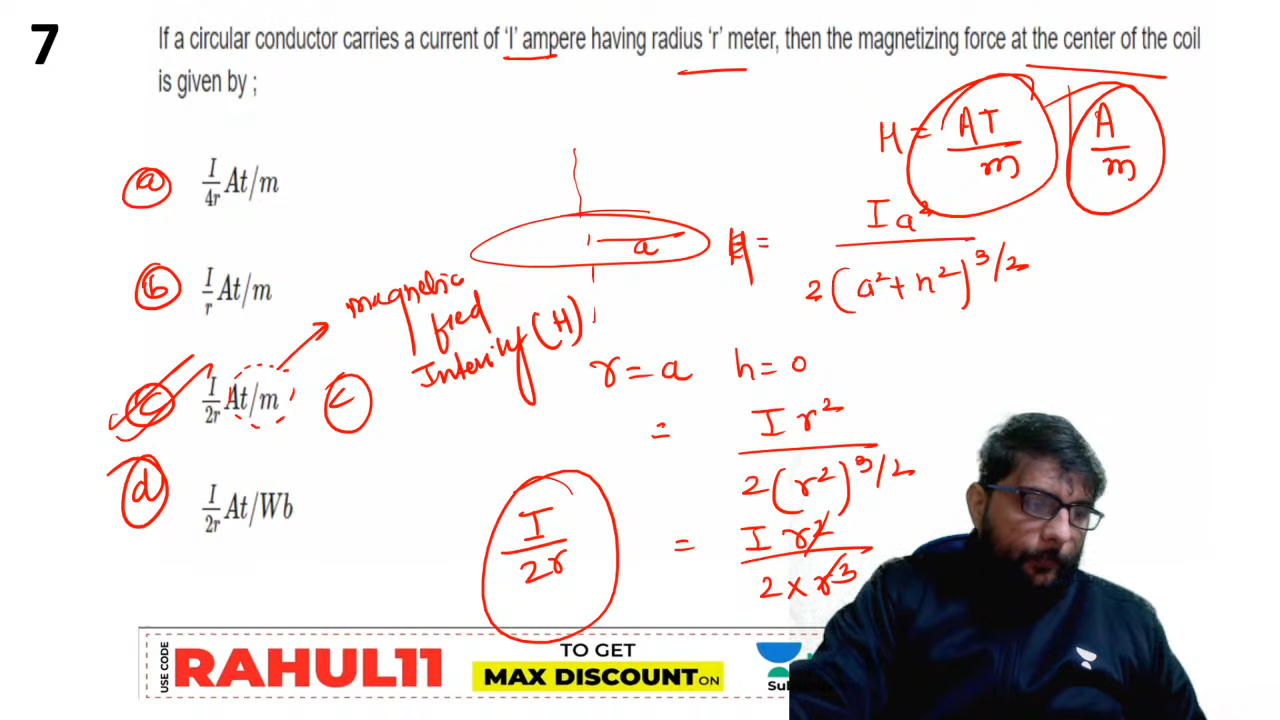 7
If a circular conductor carries a current of 'I' ampere having radius 'r' meter, then the magnetizing force at the center of the coil
is given by ;
H = AT/m A/m
a I/4r At/m
a
H = Ia²/2(a²+h²)^3/2
b I/r At/m
magnetic
field
Intensity (H)
r = a h = 0
c I/2r At/m c
= I r²/2(r²)^3/2
d I/2r At/Wb
I/2r
= I r²/2 × r³
USE CODE
RAHUL11
TO GET
MAX DISCOUNT ON